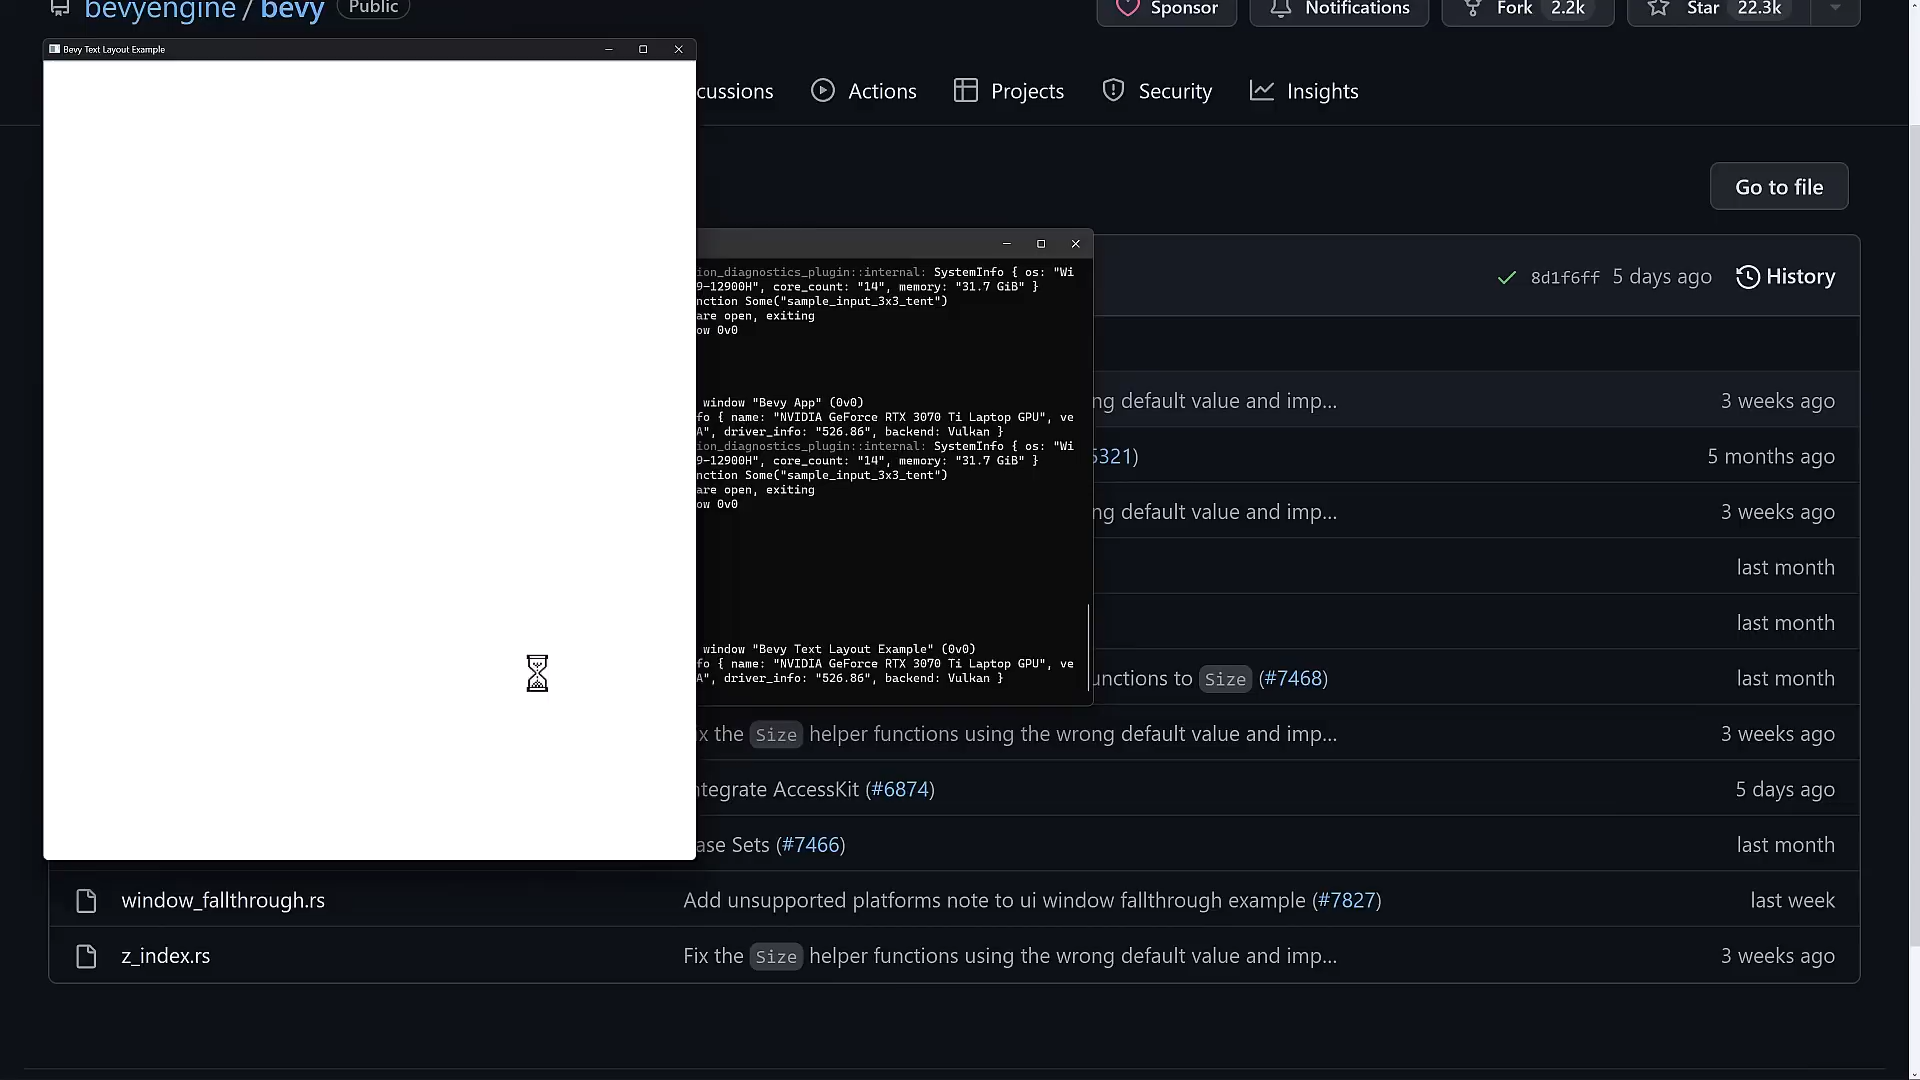 bevyengine / bevy Public
Sponsor Notifications Fork 2.2k Star 22.3k
Bevy Text Layout Example
cussions Actions Projects Security Insights
Go to file
ion_diagnostics_plugin::internal: SystemInfo { os: "Wi
9-12900H", core_count: "14", memory: "31.7 GiB" }
nction Some("sample_input_3x3_tent")
are open, exiting
ow 0v0
window "Bevy App" (0v0)
fo { name: "NVIDIA GeForce RTX 3070 Ti Laptop GPU", ve
A", driver_info: "526.86", backend: Vulkan }
ion_diagnostics_plugin::internal: SystemInfo { os: "Wi
9-12900H", core_count: "14", memory: "31.7 GiB" }
nction Some("sample_input_3x3_tent")
are open, exiting
ow 0v0
window "Bevy Text Layout Example" (0v0)
fo { name: "NVIDIA GeForce RTX 3070 Ti Laptop GPU", ve
A", driver_info: "526.86", backend: Vulkan }
8d1f6ff 5 days ago History
ng default value and imp... 3 weeks ago
6321) 5 months ago
ng default value and imp... 3 weeks ago
last month
last month
unctions to Size (#7468) last month
ix the Size helper functions using the wrong default value and imp... 3 weeks ago
ntegrate AccessKit (#6874) 5 days ago
ase Sets (#7466) last month
window_fallthrough.rs Add unsupported platforms note to ui window fallthrough example (#7827) last week
z_index.rs Fix the Size helper functions using the wrong default value and imp... 3 weeks ago